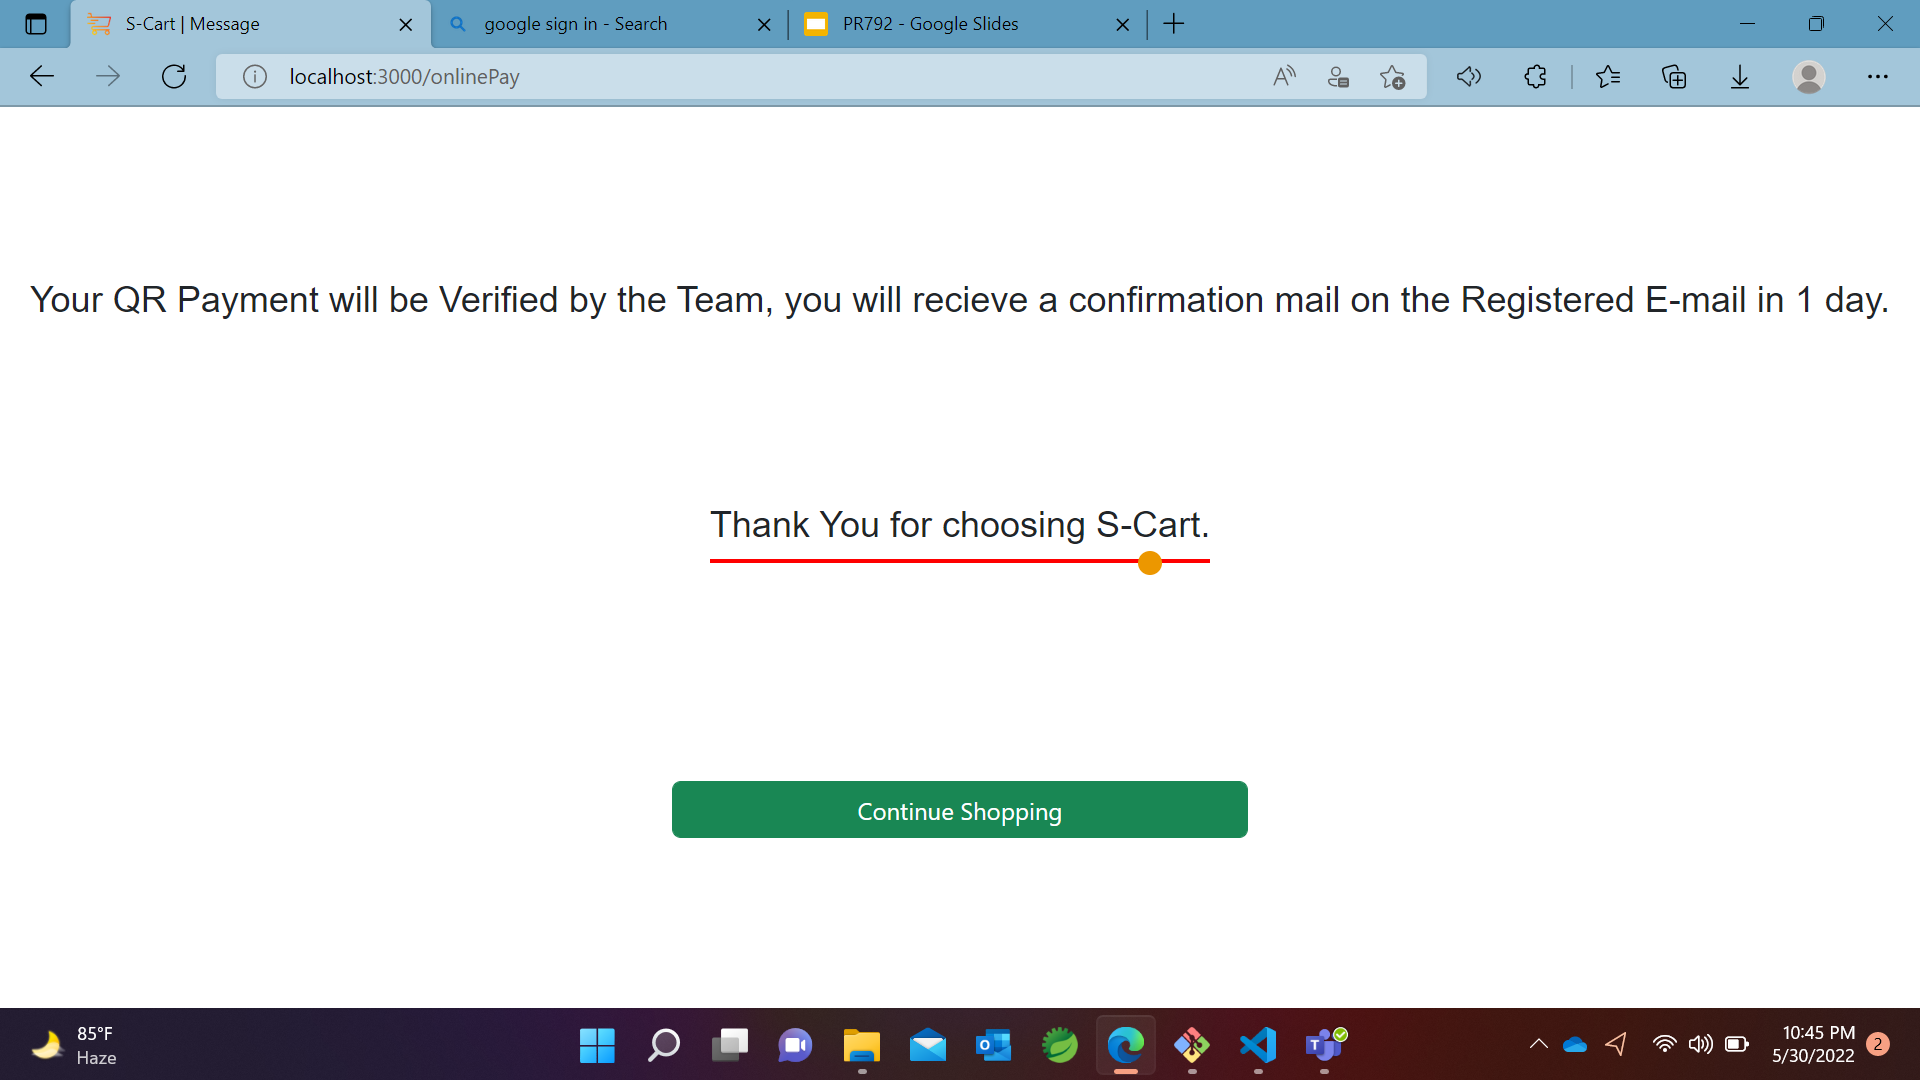 S-Cart | Message
google sign in - Search
PR792 - Google Slides
localhost:3000/onlinePay
Your QR Payment will be Verified by the Team, you will recieve a confirmation mail on the Registered E-mail in 1 day.
Thank You for choosing S-Cart.
Continue Shopping
85°F
Haze
10:45 PM
5/30/2022
2